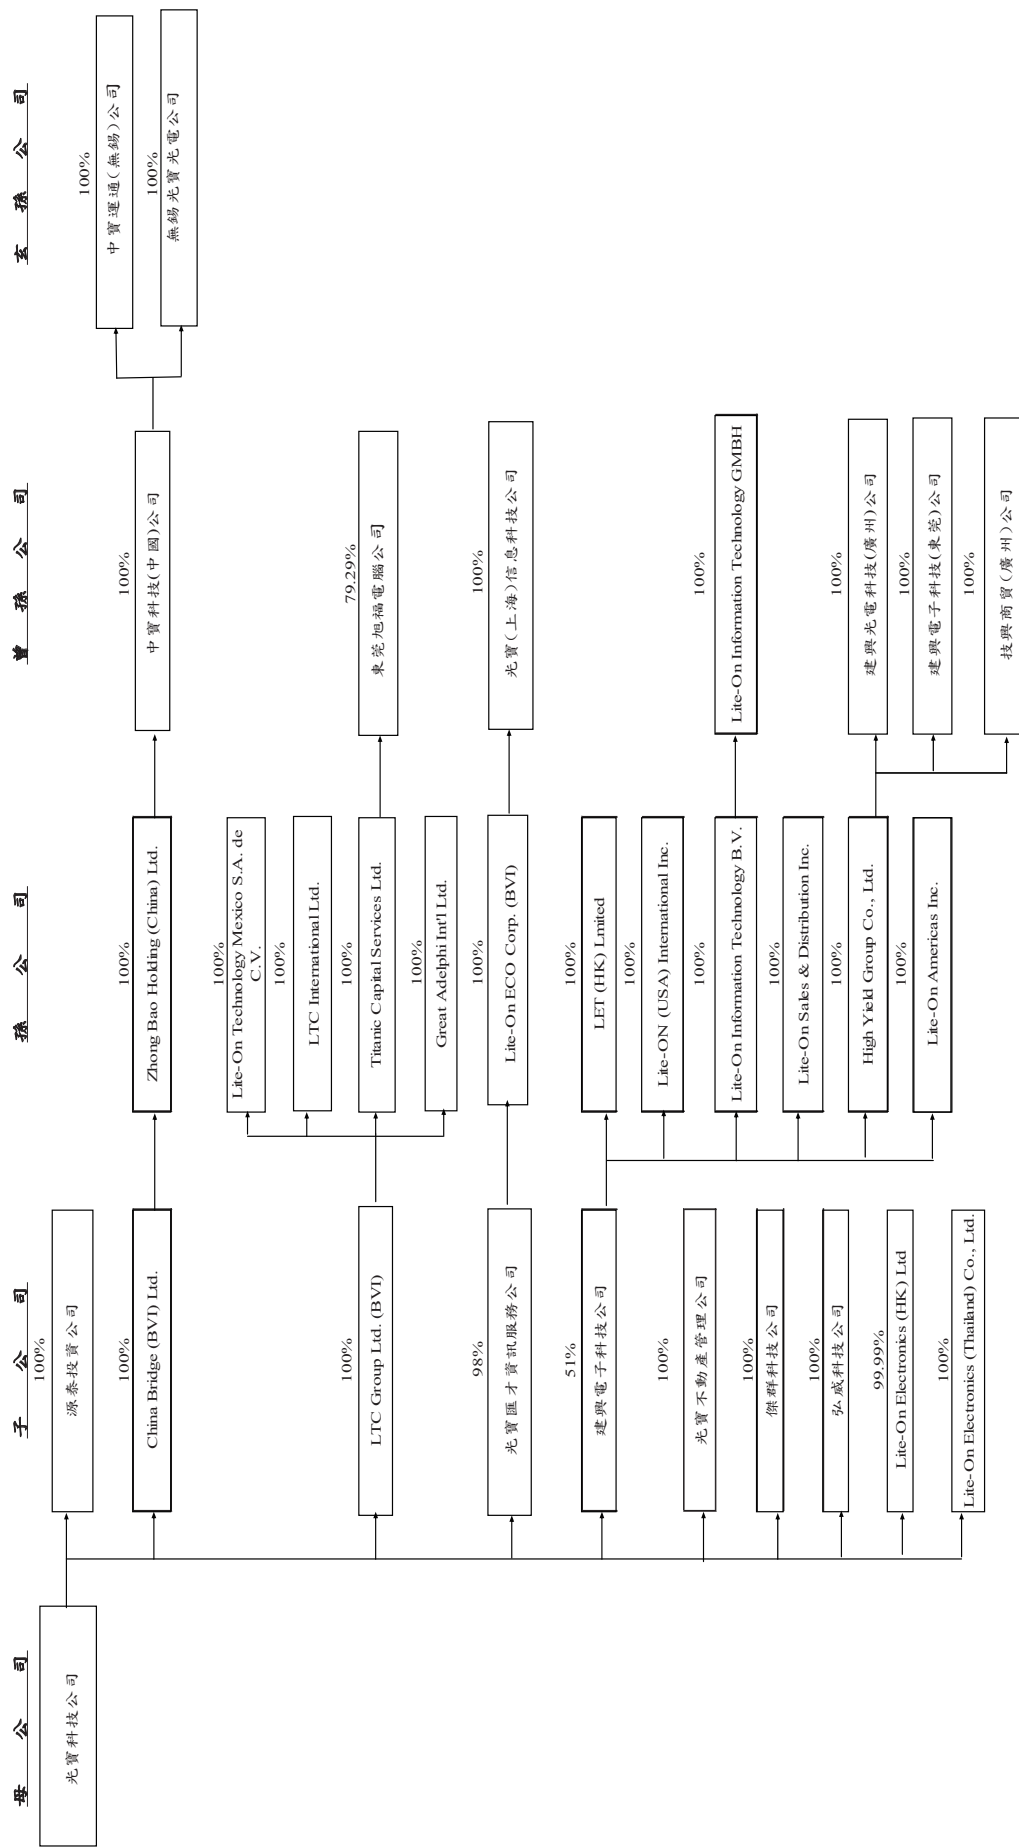 母 公 司
子 公 司
孫 公 司
曾 孫 公 司
玄 孫 公 司
光寶科技公司
100%
源泰投資公司
100%
China Bridge (BVI) Ltd.
100%
LTC Group Ltd. (BVI)
98%
光寶匯才資訊服務公司
51%
建興電子科技公司
100%
光寶不動產管理公司
100%
傑群科技公司
100%
弘威科技公司
99.99%
Lite-On Electronics (HK) Ltd
100%
Lite-On Electronics (Thailand) Co., Ltd.
100%
Zhong Bao Holding (China) Ltd.
100%
Lite-On Technology Mexico S.A. de
C.V.
100%
LTC International Ltd.
100%
Titanic Capital Services Ltd.
100%
Great Adelphi Int'l Ltd.
100%
Lite-On ECO Corp. (BVI)
100%
LET (HK) Lmited
100%
Lite-ON (USA) International Inc.
100%
Lite-On Information Technology B.V.
100%
Lite-On Sales & Distribution Inc.
100%
High Yield Group Co., Ltd.
100%
Lite-On Americas Inc.
100%
中寶科技(中國)公司
79.29%
東莞旭福電腦公司
100%
光寶(上海)信息科技公司
100%
Lite-On Information Technology GMBH
100%
建興光電科技(廣州)公司
100%
建興電子科技(東莞)公司
100%
技興商貿(廣州)公司
100%
中寶運通(無錫)公司
100%
無錫光寶光電公司